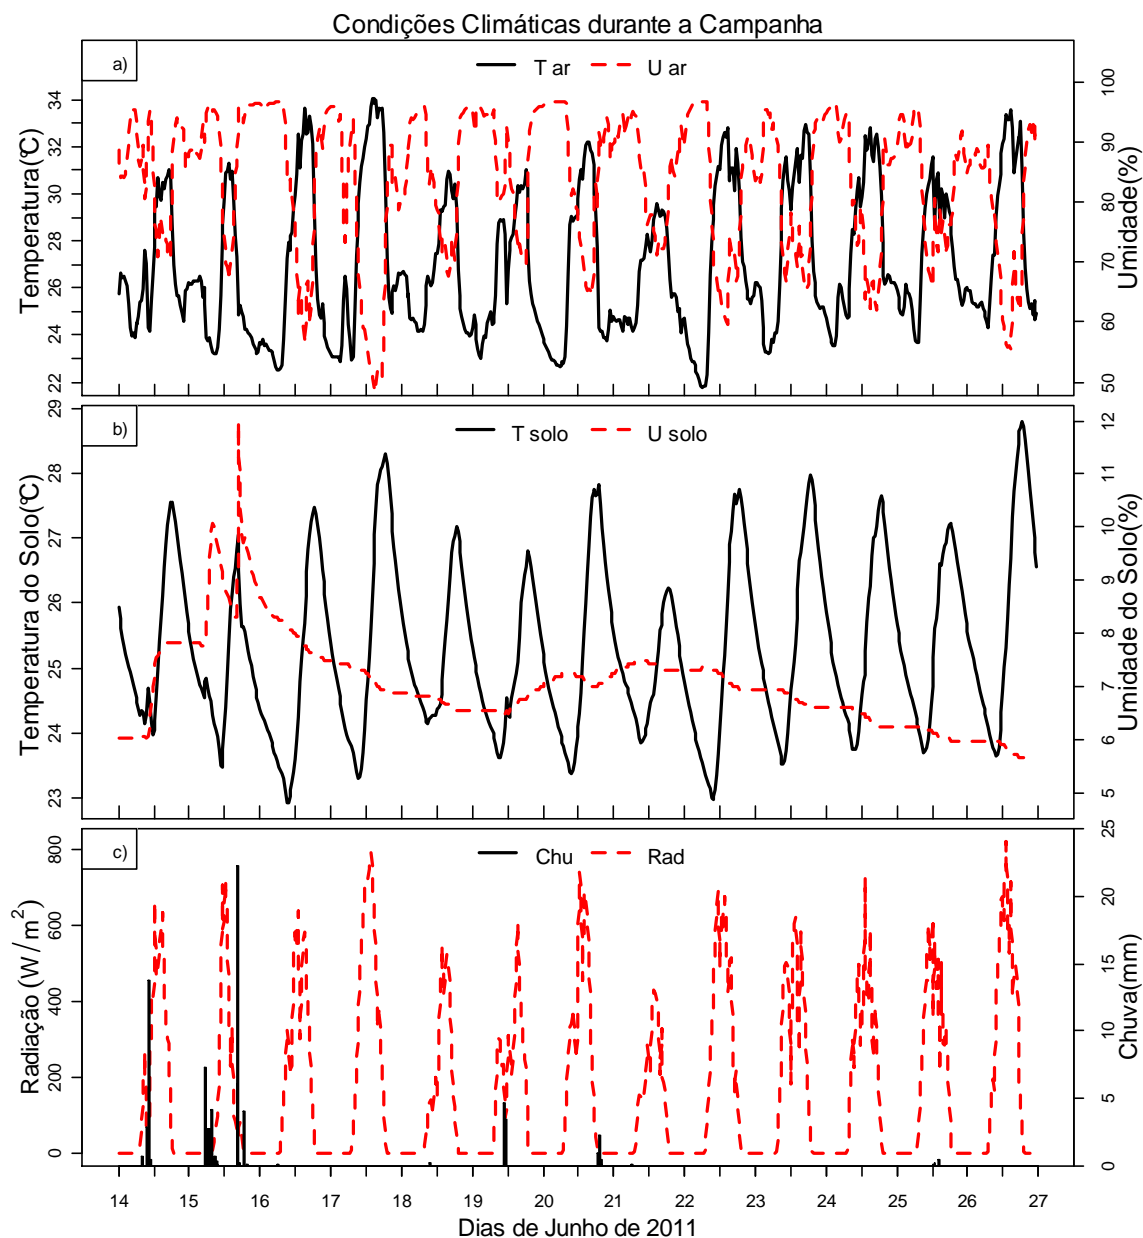 Condições Climáticas durante a Campanha
a)
T ar
U ar
Temperatura(°C)
22
24
26
28
30
32
34
Umidade(%)
50
60
70
80
90
100
b)
T solo
U solo
Temperatura do Solo(°C)
23
24
25
26
27
28
29
Umidade do Solo(%)
5
6
7
8
9
10
11
12
c)
Chu
Rad
Radiação (W/m²)
0
200
400
600
800
Chuva(mm)
0
5
10
15
20
25
14 15 16 17 18 19 20 21 22 23 24 25 26 27
Dias de Junho de 2011